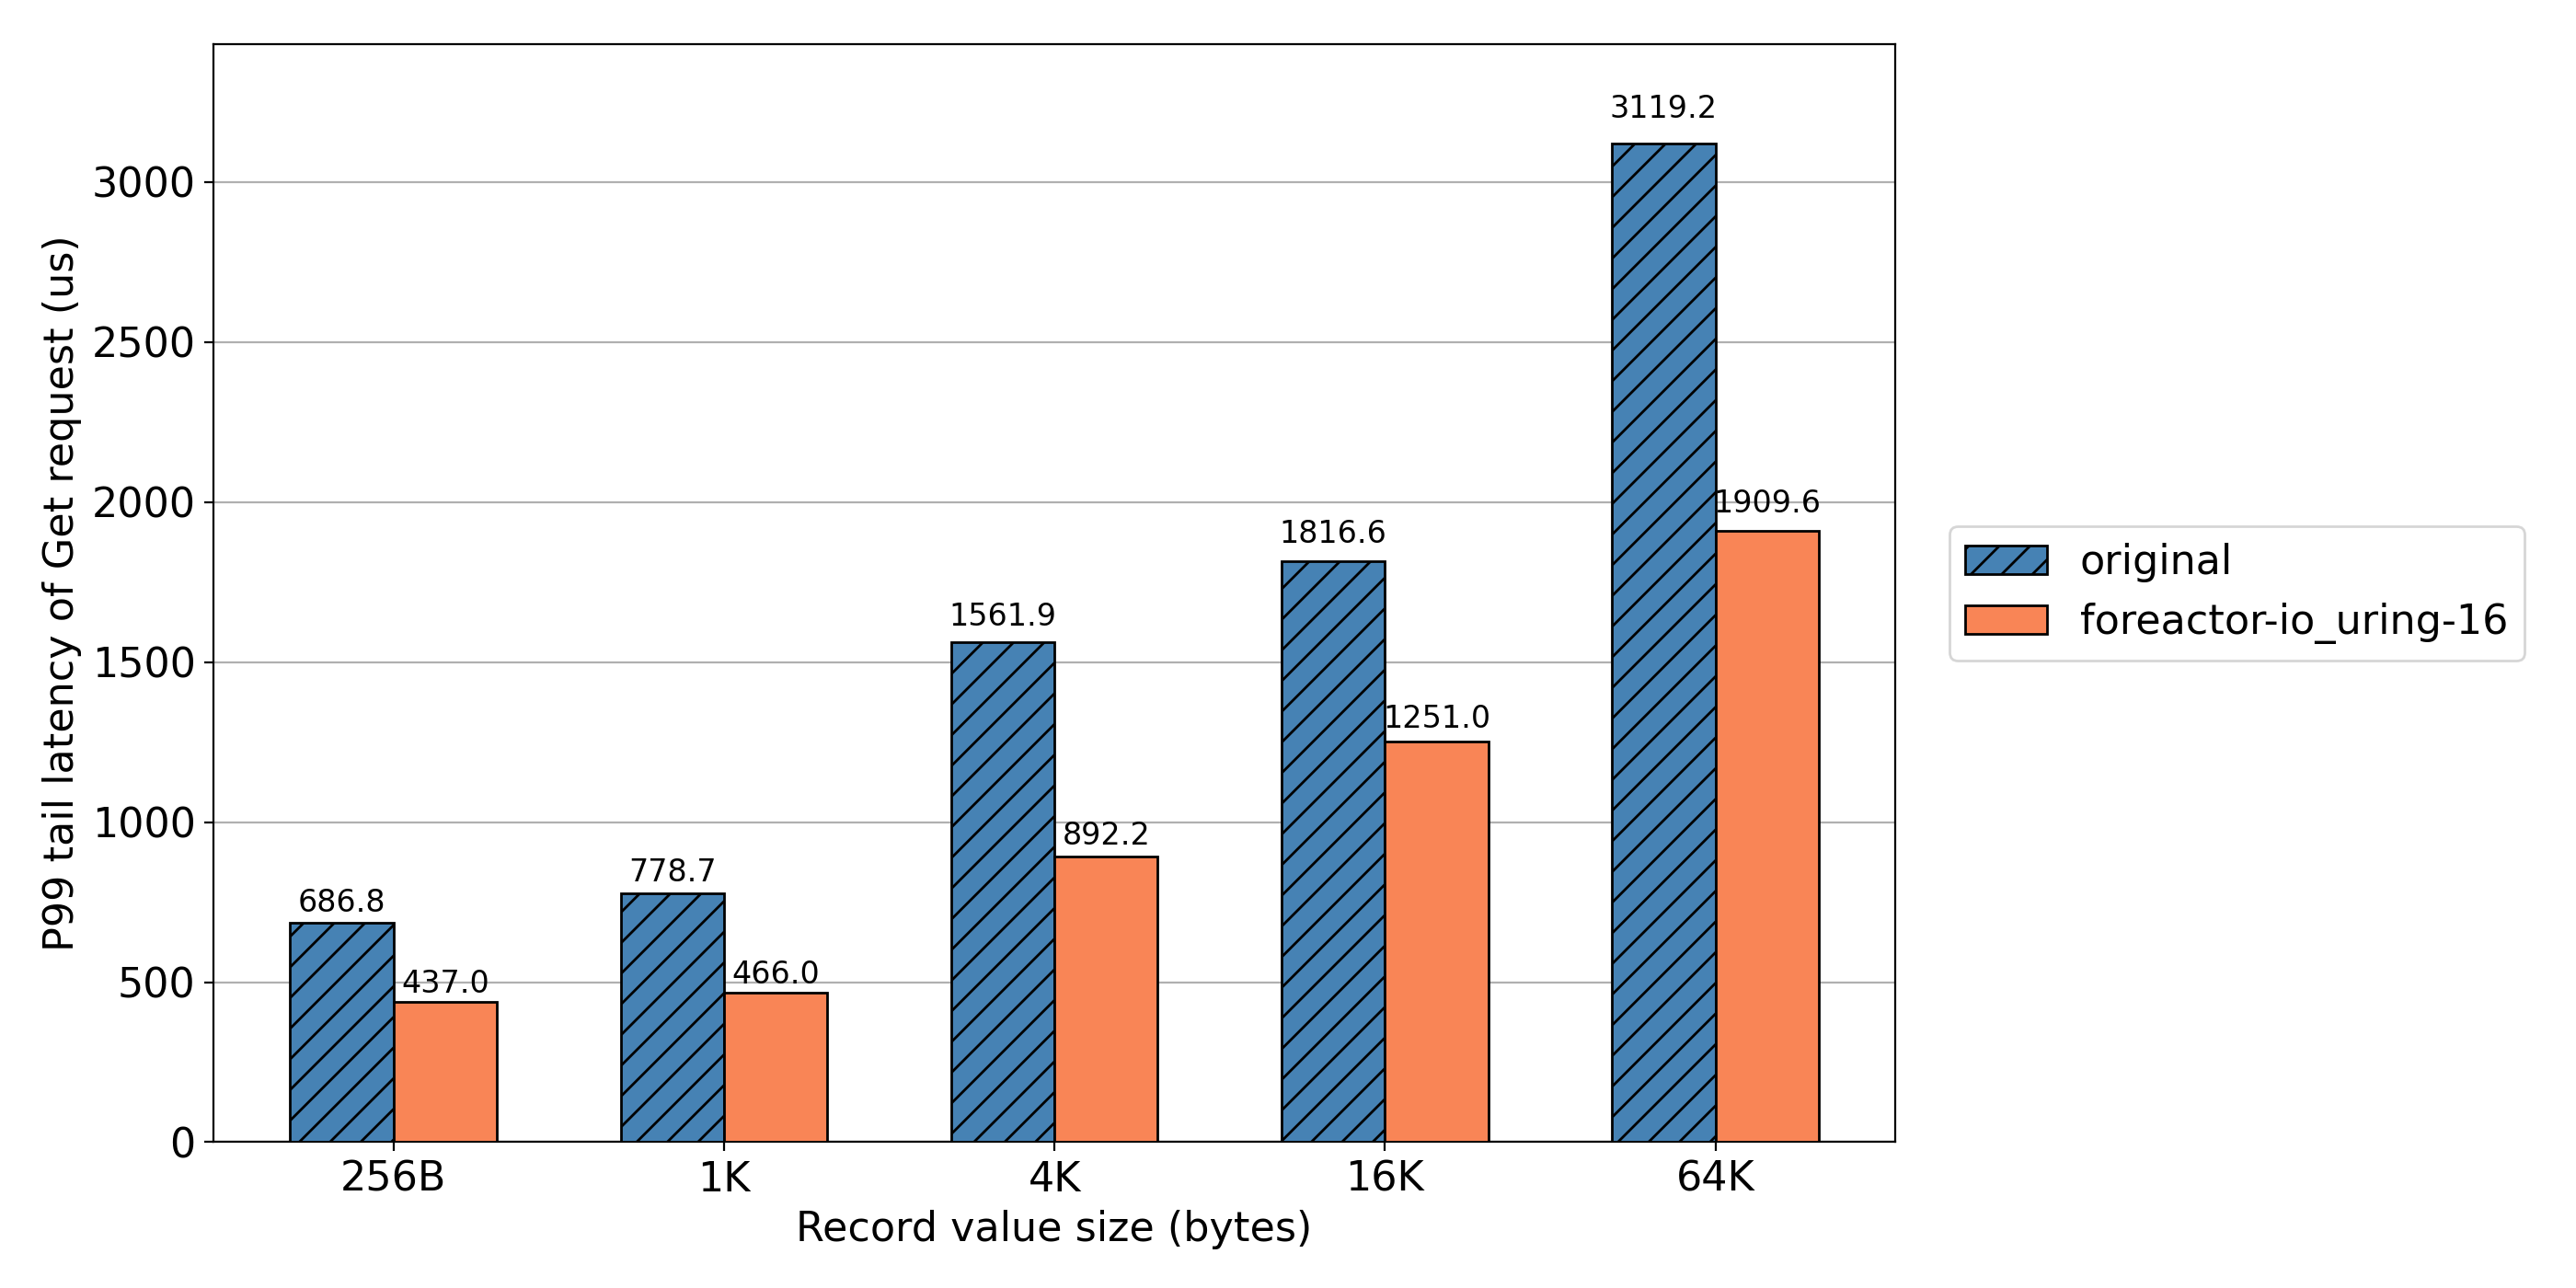 P99 tail latency of Get request (us)
3000
2500
2000
1500
1000
500
0
686.8
437.0
778.7
466.0
1561.9
892.2
1816.6
1251.0
3119.2
1909.6
256B
1K
4K
16K
64K
Record value size (bytes)
original
foreactor-io_uring-16